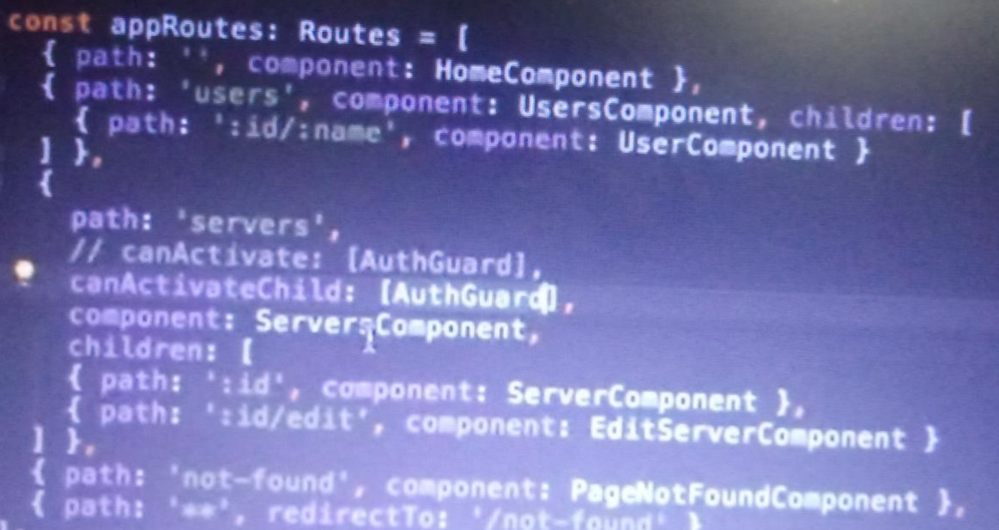 const appRoutes: Routes = [
{ path: '', component: HomeComponent },
{ path: 'users', component: UsersComponent, children: [
{ path: ':id/:name', component: UserComponent }
] },
{
path: 'servers',
// canActivate: [AuthGuard],
canActivateChild: [AuthGuard],
component: ServersComponent,
children: [
{ path: ':id', component: ServerComponent },
{ path: ':id/edit', component: EditServerComponent }
] },
{ path: 'not-found', component: PageNotFoundComponent },
{ path: '**', redirectTo: '/not-found' }